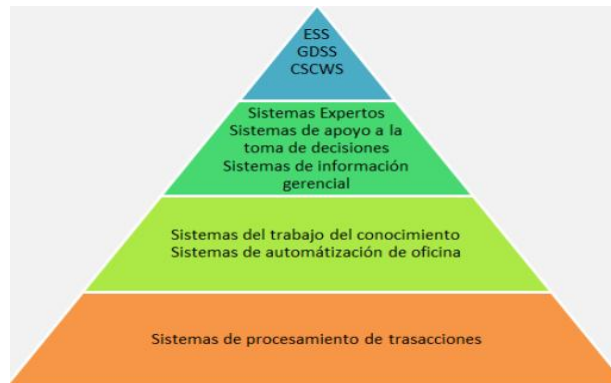 ESS
GDSS
CSCWS
Sistemas Expertos
Sistemas de apoyo a la
toma de decisiones
Sistemas de información
gerencial
Sistemas del trabajo del conocimiento
Sistemas de automátización de oficina
Sistemas de procesamiento de trasacciones